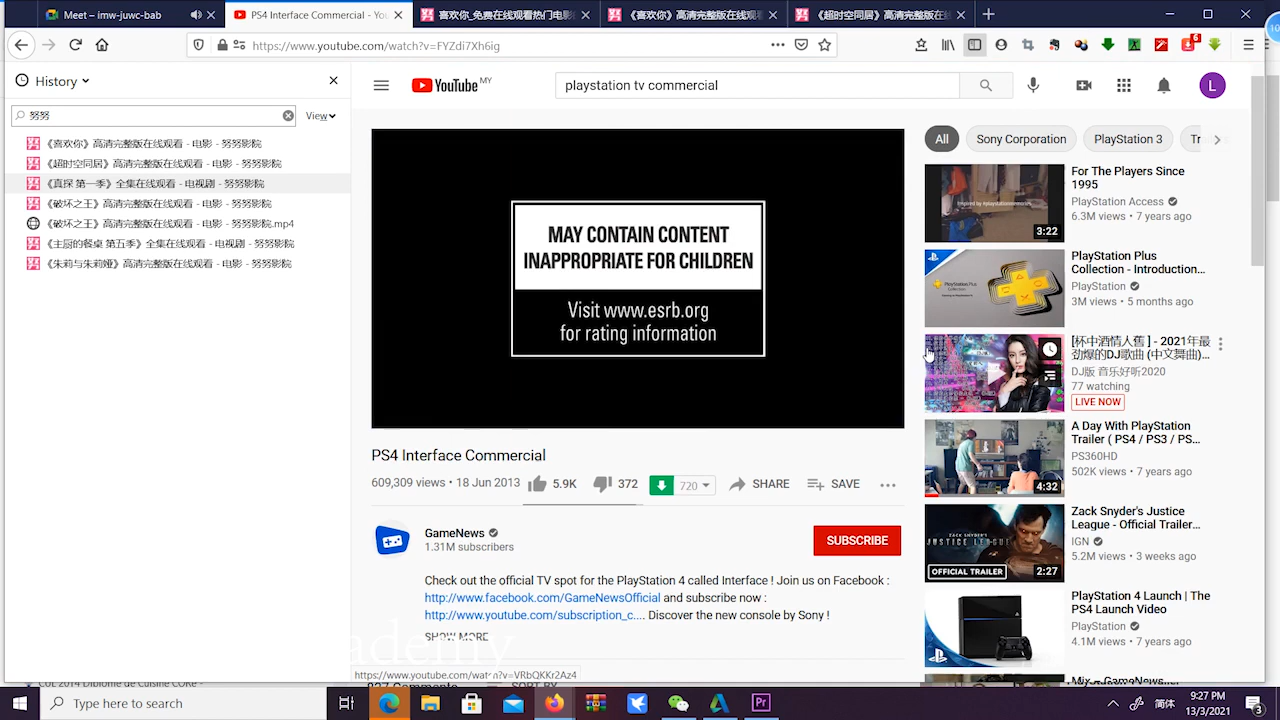 Meet - imw-juwc-bab
PS4 Interface Commercial - You
喜欢你_免费在线观看热门电影
《喜欢你》高清完整版在线观看
《超时空同居》高清完整版在线
https://www.youtube.com/watch?v=FYZdi7Xh6ig
6
10
History
努努
View
《喜欢你》高清完整版在线观看 - 电影 - 努努影院
《超时空同居》高清完整版在线观看 - 电影 - 努努影院
《真探 第一季》全集在线观看 - 电视剧 - 努努影院
《破坏之王》高清完整版在线观看 - 电影 - 努努影院
《破坏之王》高清完整版在线观看 - 电影 - 努努影院.mp4
《主厨的餐桌 第五季》全集在线观看 - 电视剧 - 努努影院
《朱莉与朱莉娅》高清完整版在线观看 - 电影 - 努努影院
YouTube MY
playstation tv commercial
L
MAY CONTAIN CONTENT
INAPPROPRIATE FOR CHILDREN
Visit www.esrb.org
for rating information
PS4 Interface Commercial
609,309 views • 18 Jun 2013
5.9K
372
720
SHARE
SAVE
GameNews
1.31M subscribers
SUBSCRIBE
Check out the official TV spot for the PlayStation 4 called Interface ! Join us on Facebook :
http://www.facebook.com/GameNewsOfficial and subscribe now :
http://www.youtube.com/subscription_c.... Discover the new console by Sony !
SHOW MORE
ademy
All
Sony Corporation
PlayStation 3
Tr
3:22
For The Players Since
1995
PlayStation Access
6.3M views • 7 years ago
PlayStation Plus
Collection - Introduction...
PlayStation
3M views • 5 months ago
[杯中酒情人舊 ] - 2021年最
劲爆的DJ歌曲 (中文舞曲)...
DJ版 音乐好听2020
77 watching
LIVE NOW
4:32
A Day With PlayStation
Trailer ( PS4 / PS3 / PS...
PS360HD
502K views • 7 years ago
ZACK SNYDER'S
JUSTICE LEAGUE
OFFICIAL TRAILER
2:27
Zack Snyder's Justice
League - Official Trailer...
IGN
5.2M views • 3 weeks ago
PlayStation 4 Launch | The
PS4 Launch Video
PlayStation
4.1M views • 7 years ago
https://www.youtube.com/watch?v=VRbQKKr2Az4
Type here to search
Pr
简体
9:27 PM
13/3/2021
3